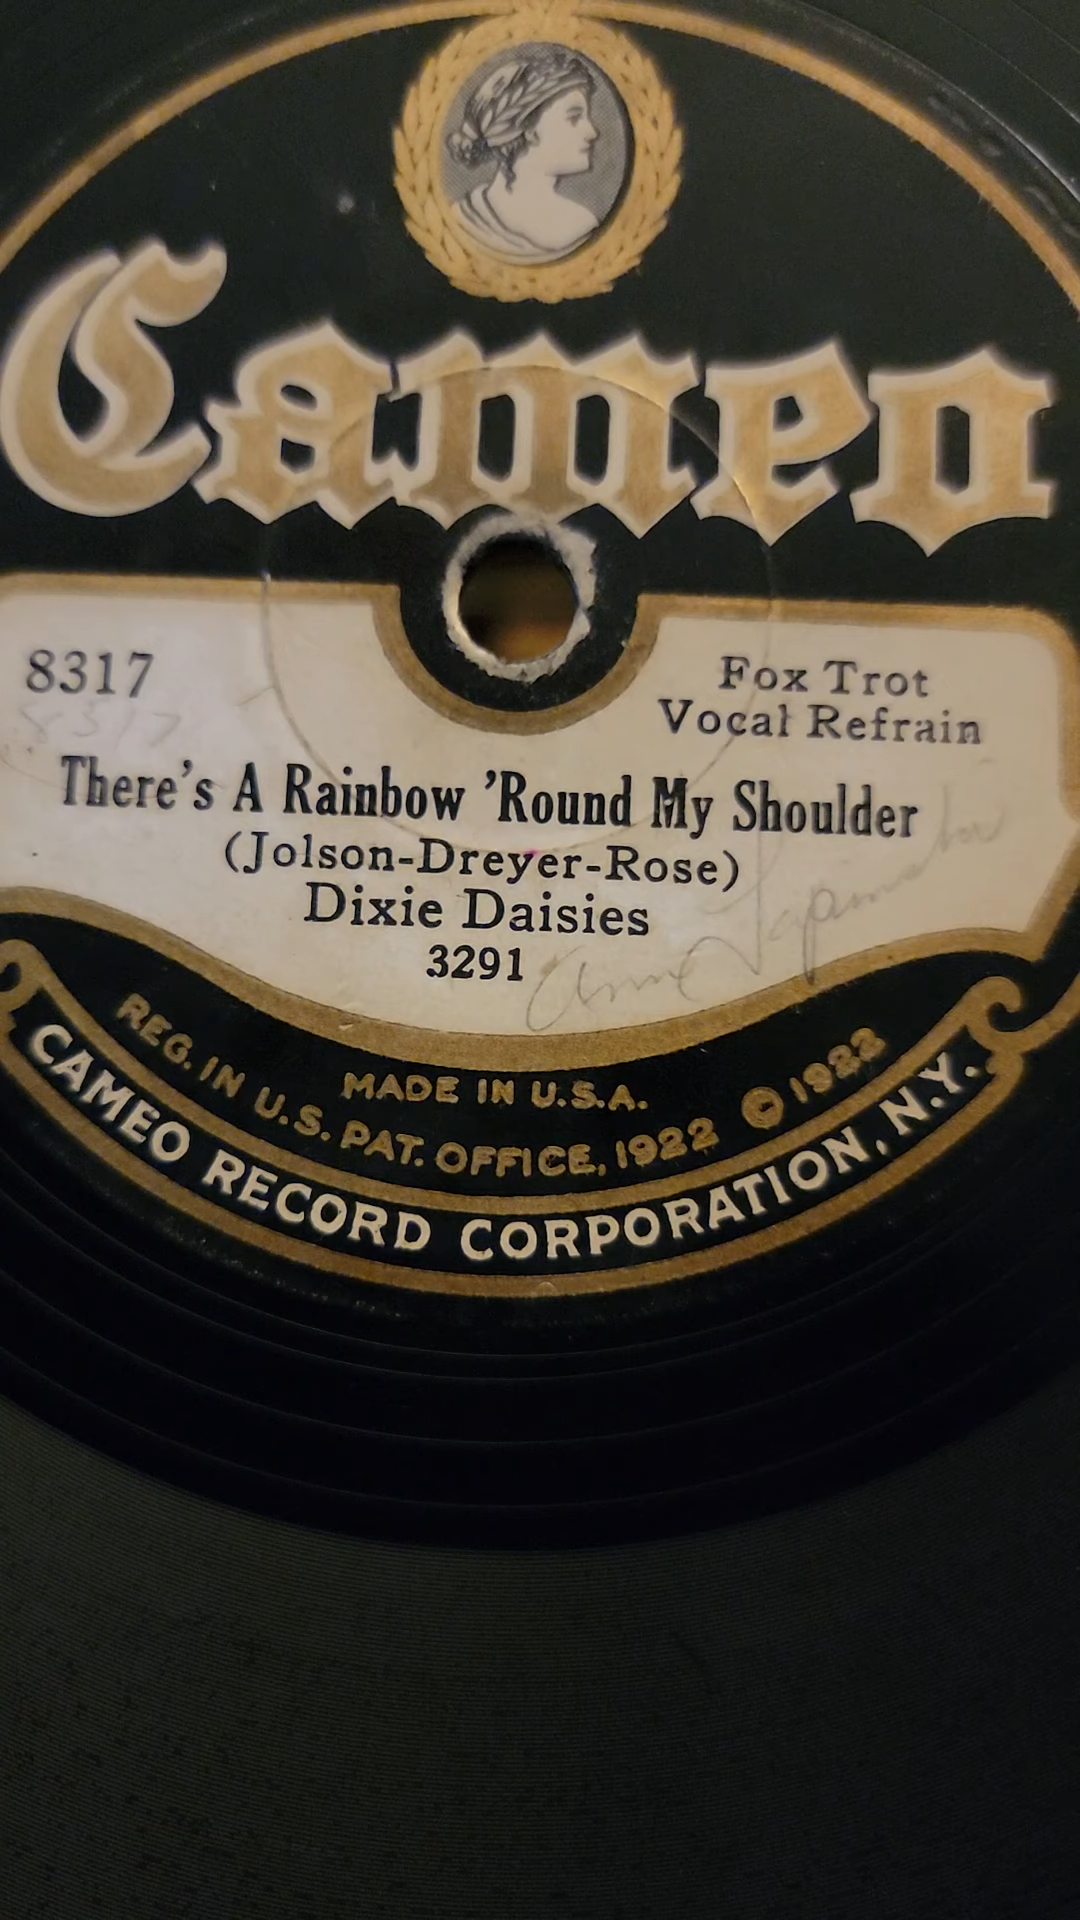 Cameo
8317
Fox Trot
Vocal Refrain
8317
There's A Rainbow 'Round My Shoulder
(Jolson-Dreyer-Rose)
Dixie Daisies
3291
MADE IN U.S.A.
REG. IN U.S. PAT. OFFICE, 1922 © 1922
CAMEO RECORD CORPORATION, N.Y.